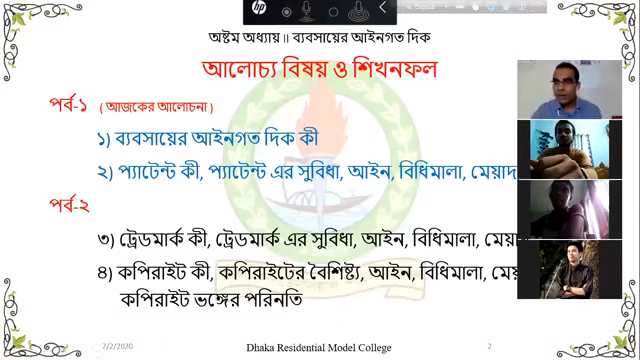 অষ্টম অধ্যায়॥ ব্যবসায়ের আইনগত দিক
আলোচ্য বিষয় ও শিখনফল
পর্ব-১ ( আজকের আলোচনা )
১) ব্যবসায়ের আইনগত দিক কী
২) প্যাটেন্ট কী, প্যাটেন্ট এর সুবিধা, আইন, বিধিমালা, মেয়াদ
পর্ব-২
৩) ট্রেডমার্ক কী, ট্রেডমার্ক এর সুবিধা, আইন, বিধিমালা,
৪) কপিরাইট কী, কপিরাইটের বৈশিষ্ট্য, আইন, বিধিমালা,
কপিরাইট ভঙ্গের পরিনতি
7/2/2020 Dhaka Residential Model College 2